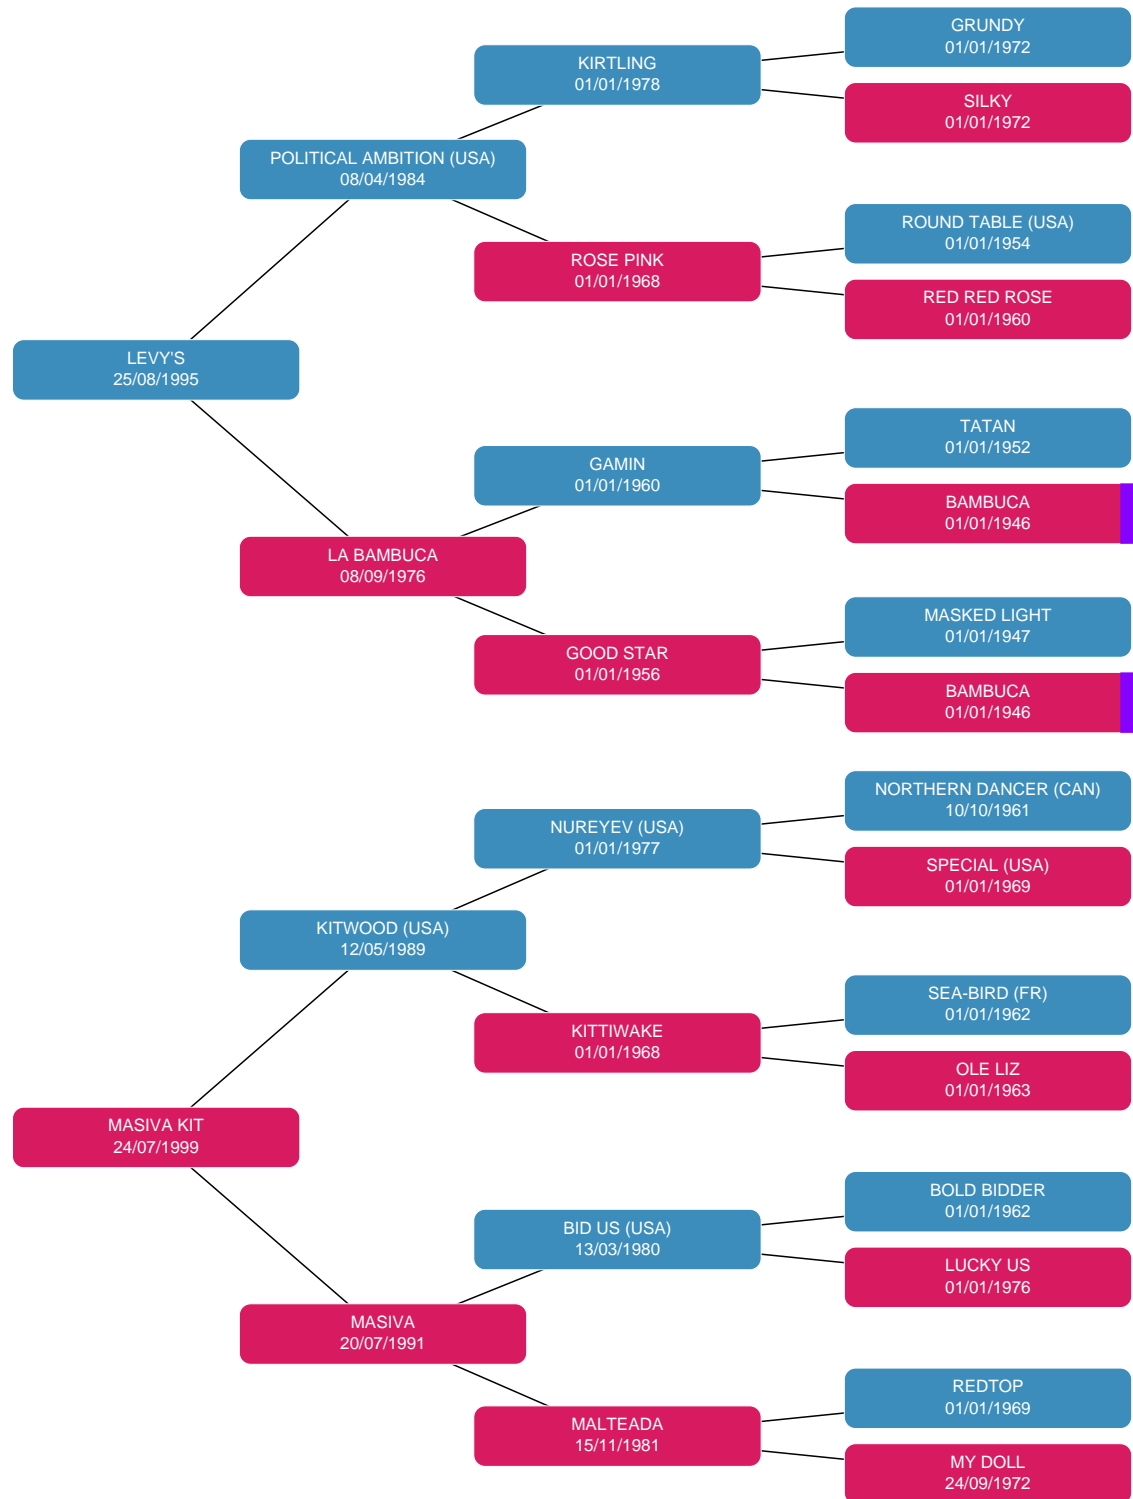 GRUNDY
01/01/1972
KIRTLING
01/01/1978
SILKY
01/01/1972
POLITICAL AMBITION (USA)
08/04/1984
ROUND TABLE (USA)
01/01/1954
ROSE PINK
01/01/1968
RED RED ROSE
01/01/1960
LEVY'S
25/08/1995
TATAN
01/01/1952
GAMIN
01/01/1960
BAMBUCA
01/01/1946
LA BAMBUCA
08/09/1976
MASKED LIGHT
01/01/1947
GOOD STAR
01/01/1956
BAMBUCA
01/01/1946
NORTHERN DANCER (CAN)
10/10/1961
NUREYEV (USA)
01/01/1977
SPECIAL (USA)
01/01/1969
KITWOOD (USA)
12/05/1989
SEA-BIRD (FR)
01/01/1962
KITTIWAKE
01/01/1968
OLE LIZ
01/01/1963
MASIVA KIT
24/07/1999
BOLD BIDDER
01/01/1962
BID US (USA)
13/03/1980
LUCKY US
01/01/1976
MASIVA
20/07/1991
REDTOP
01/01/1969
MALTEADA
15/11/1981
MY DOLL
24/09/1972